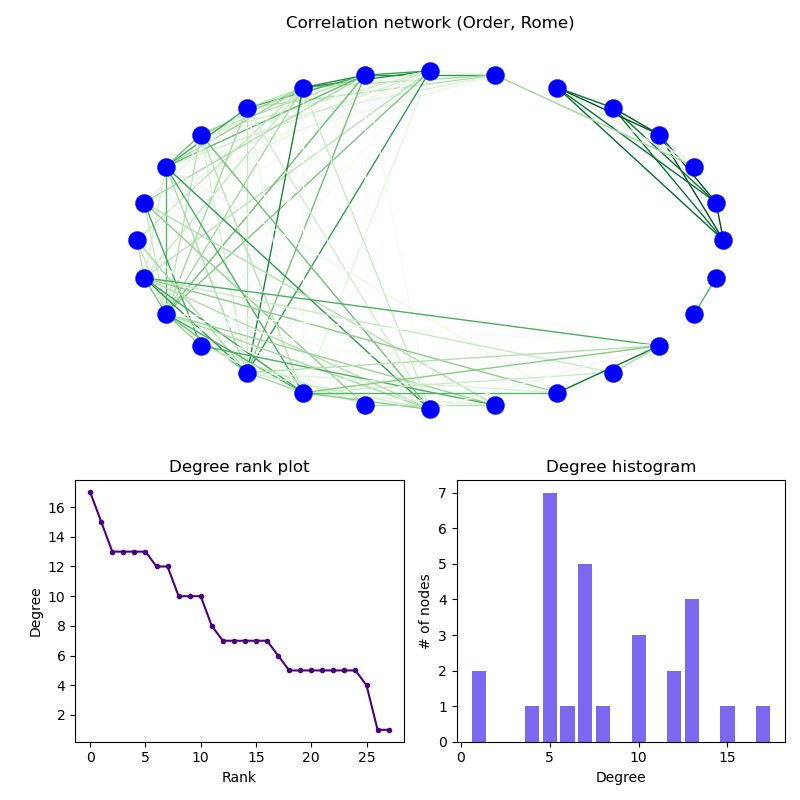 Correlation network (Order, Rome)
Degree rank plot
Degree
16
14
12
10
8
6
4
2
0 5 10 15 20 25
Rank
Degree histogram
# of nodes
7
6
5
4
3
2
1
0
0 5 10 15
Degree